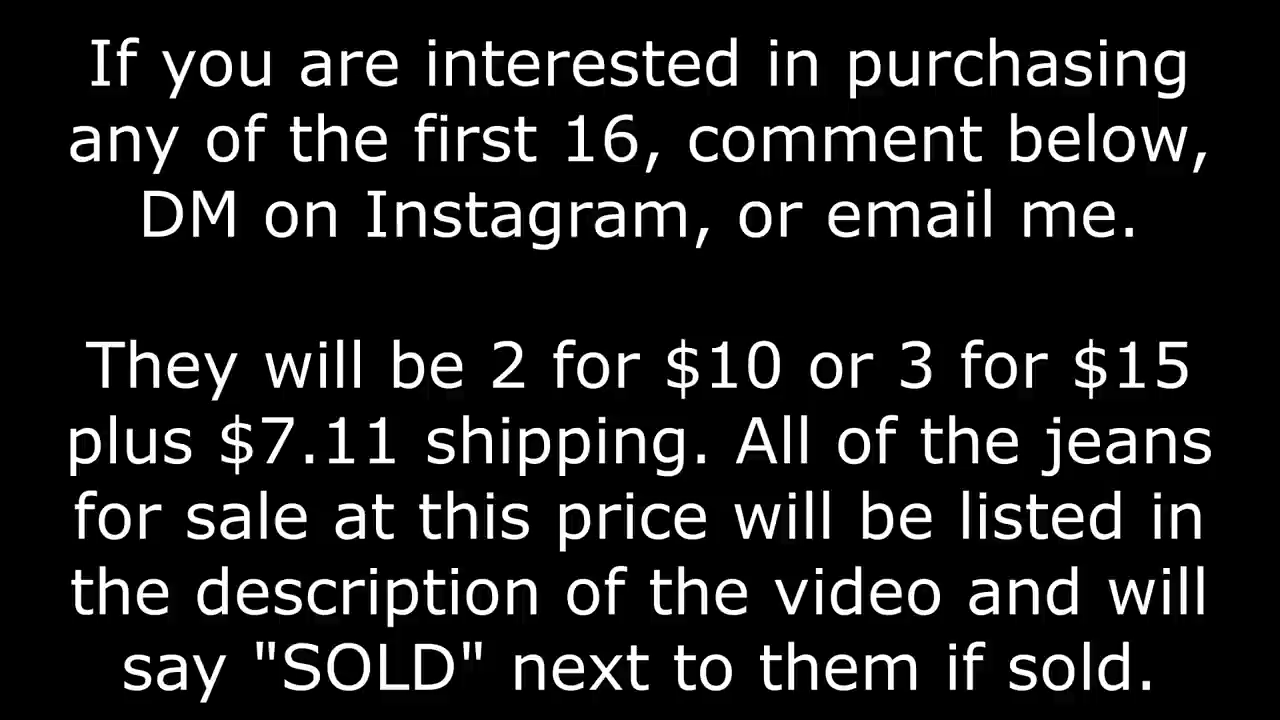 If you are interested in purchasing
any of the first 16, comment below,
DM on Instagram, or email me.
They will be 2 for $10 or 3 for $15
plus $7.11 shipping. All of the jeans
for sale at this price will be listed in
the description of the video and will
say "SOLD" next to them if sold.